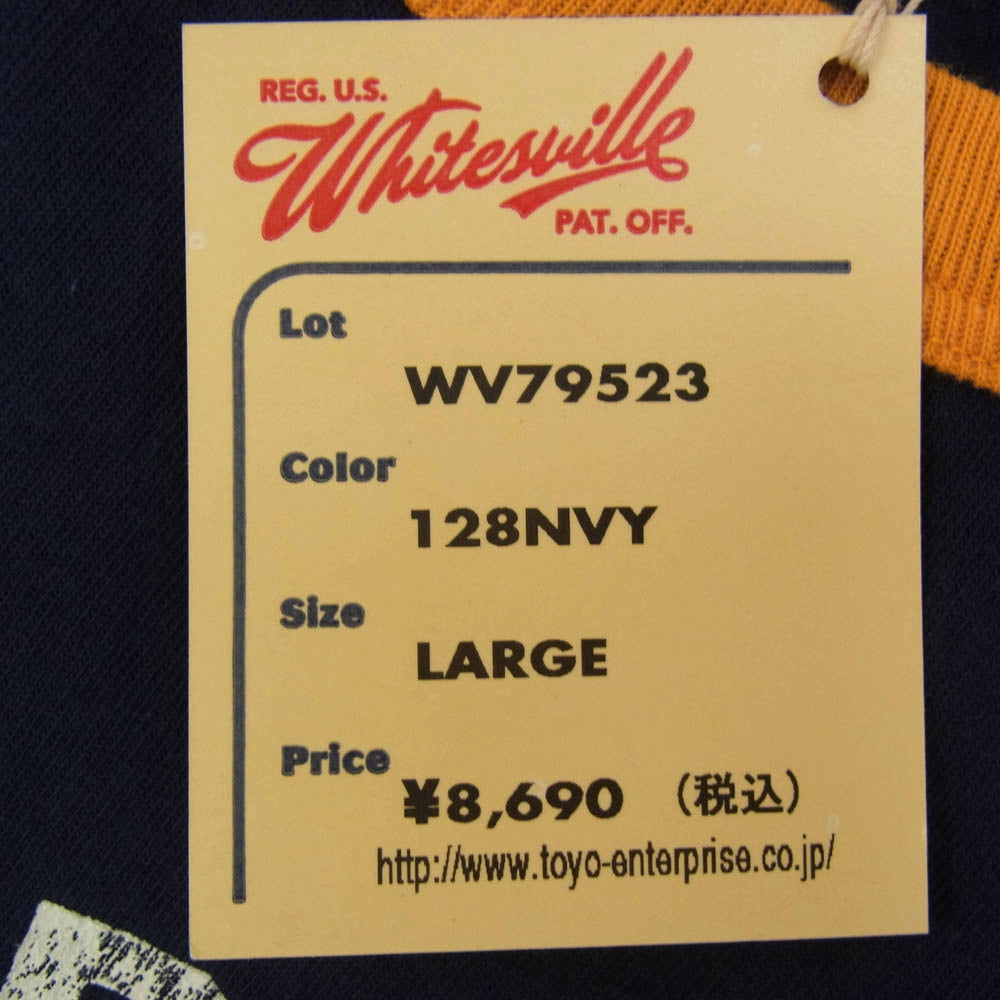 REG. U.S.
Whitesville
PAT. OFF.
Lot
WV79523
Color
128NVY
Size
LARGE
Price
¥8,690 (税込)
http://www.toyo-enterprise.co.jp/